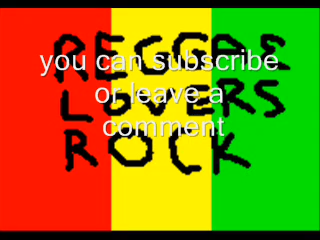 REGGAE
you can subscribe
or leave a
LOVERS
comment
ROCK